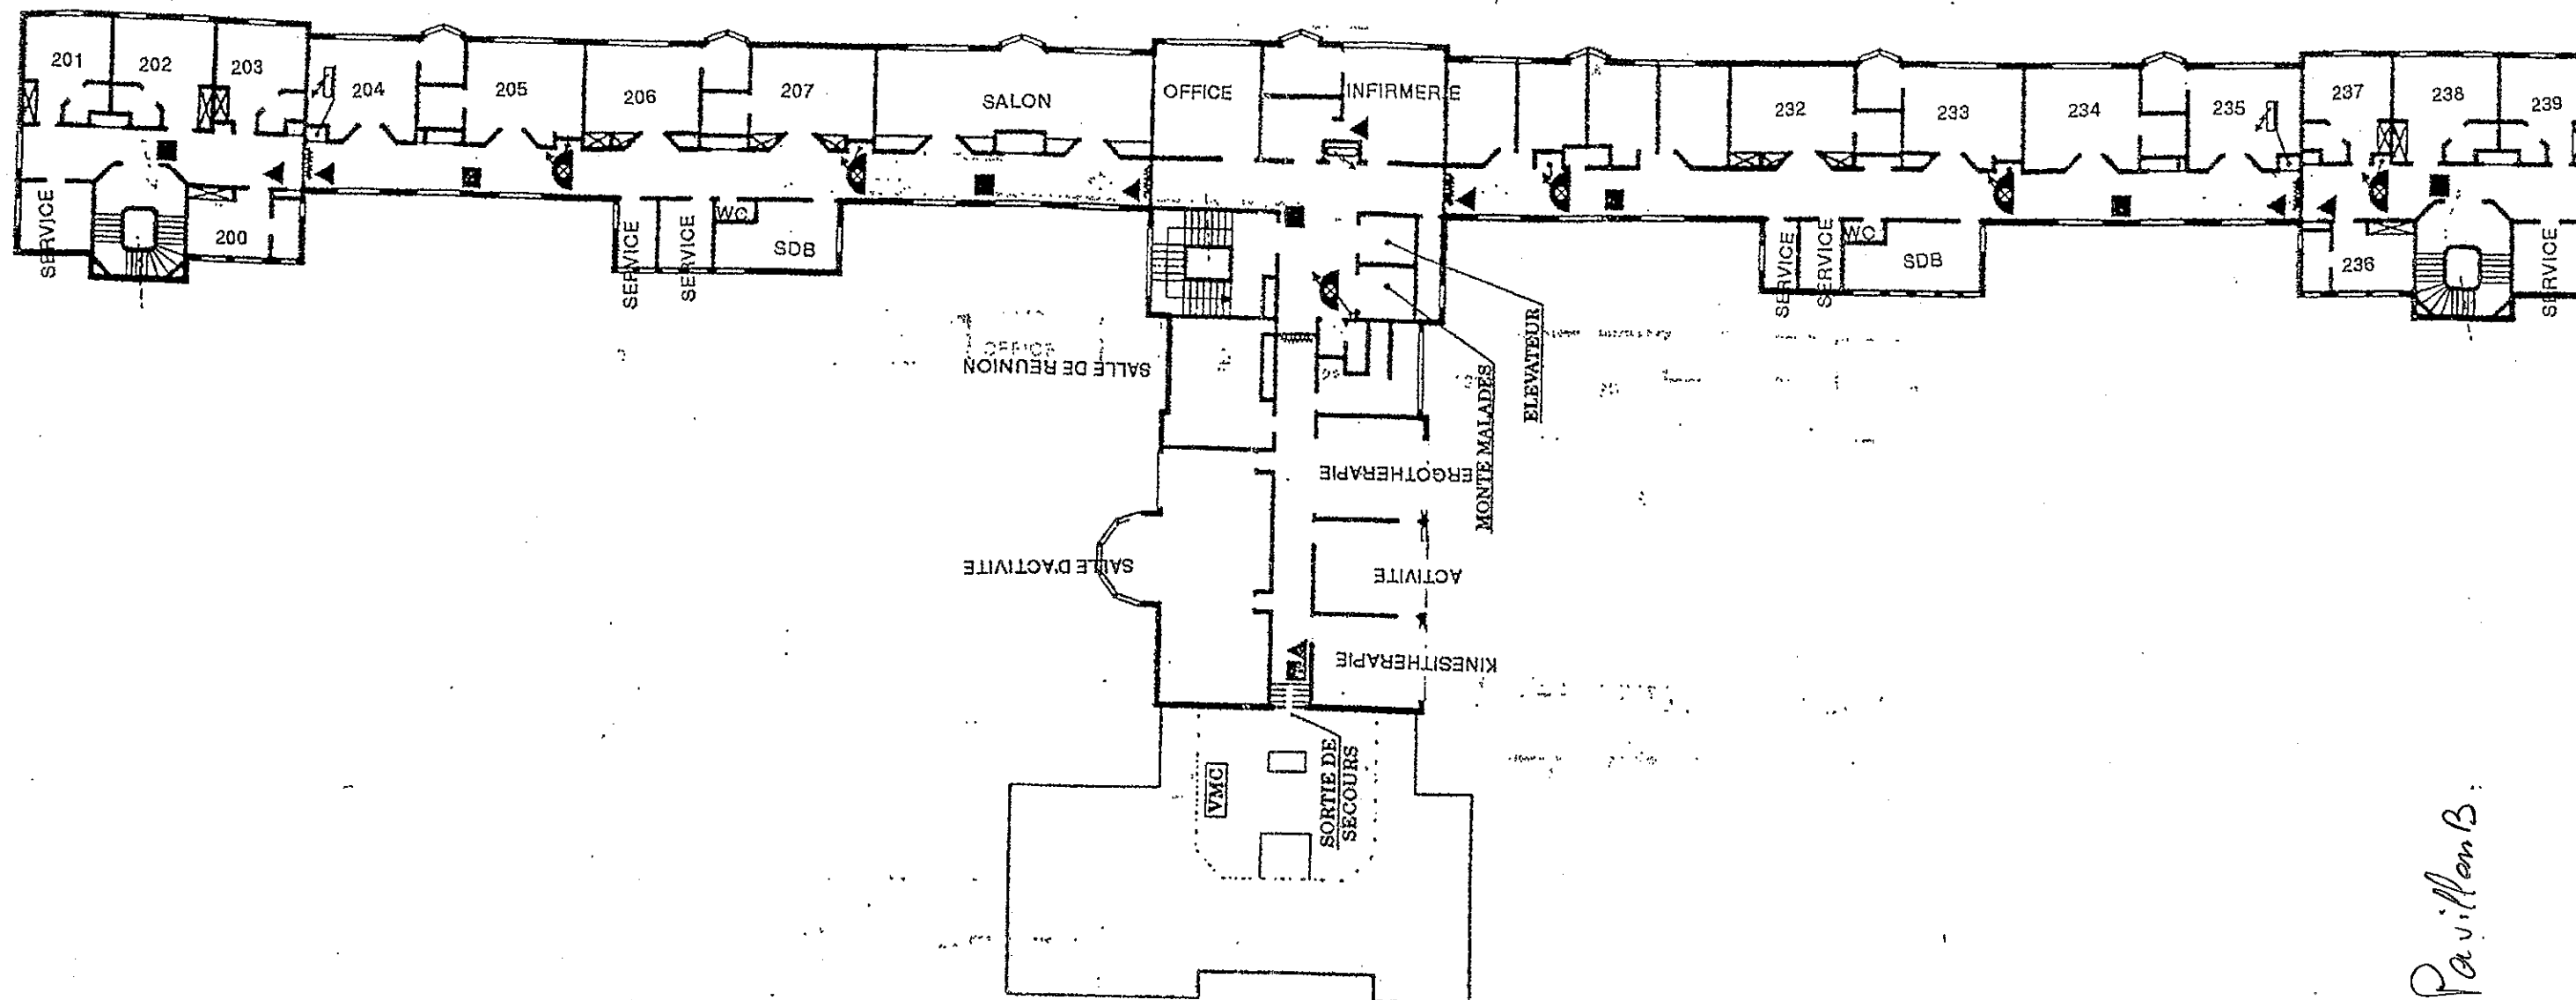 201
202
203
204
205
206
207
SALON
OFFICE
INFIRMERIE
232
233
234
235
237
238
239
SERVICE
200
SERVICE
SERVICE
WC
SDB
SERVICE
SERVICE
WC
SDB
236
SERVICE
OFFICE
SALLE DE REUNION
ELEVATEUR
MONTE MALADES
ERGOTHERAPIE
SALLE D'ACTIVITE
ACTIVITE
KINESITHERAPIE
VMC
SORTIE DE
SECOURS
Pavillon B.